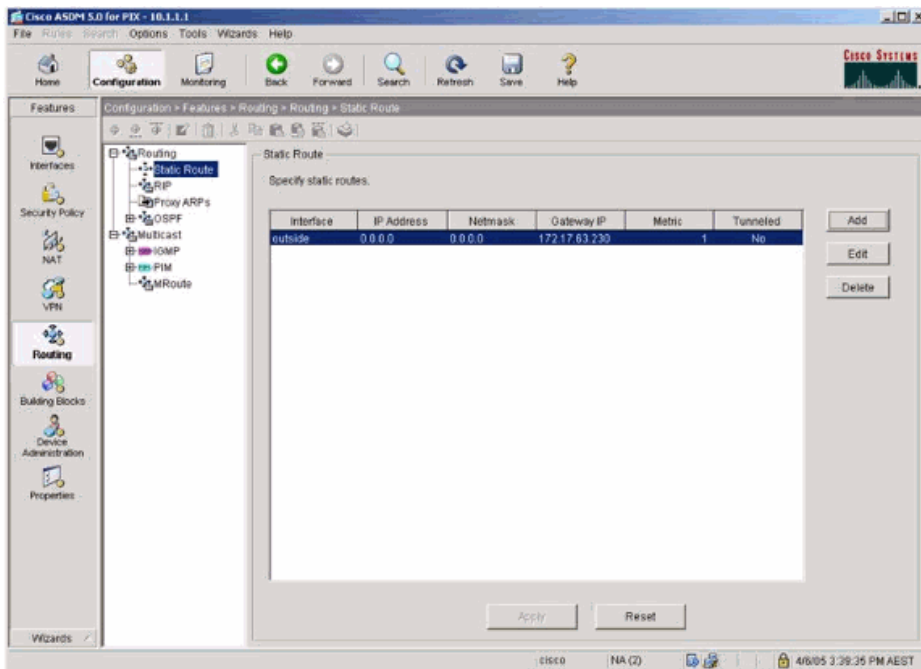 Cisco ASDM 5.0 for PIX - 10.1.1.1
File Rules Search Options Tools Wizards Help
Home Configuration Monitoring Back Forward Search Refresh Save Help
CISCO SYSTEMS
Features
Configuration > Features > Routing > Routing > Static Route
Interfaces
Security Policy
NAT
VPN
Routing
Building Blocks
Device Administration
Properties
Wizards
Routing
Static Route
RIP
Proxy ARPs
OSPF
Multicast
IGMP
PIM
MRoute
Static Route
Specify static routes.
Interface IP Address Netmask Gateway IP Metric Tunneled
outside 0.0.0.0 0.0.0.0 172.17.63.230 1 No
Add
Edit
Delete
Apply Reset
cisco NA (2) 4/6/05 3:39:35 PM AEST